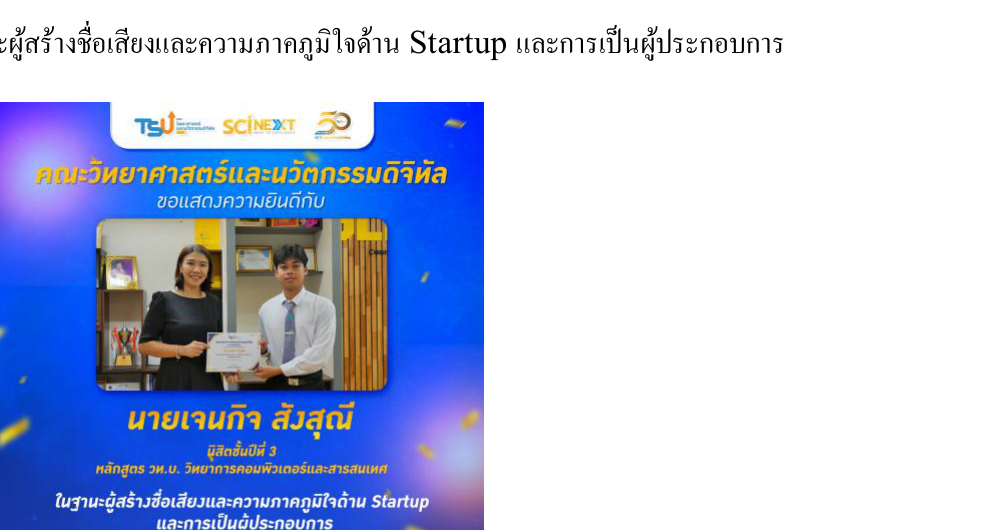 ะผู้สร้างชื่อเสียงและความภาคภูมิใจด้าน Startup และการเป็นผู้ประกอบการ
TSU SCiNEXT 50
คณะวิทยาศาสตร์และนวัตกรรมดิจิทัล
ขอแสดงความยินดีกับ
นายเจนกิจ สังสุณี
นิสิตชั้นปีที่ 3
หลักสูตร วท.บ. วิทยาการคอมพิวเตอร์และสารสนเทศ
ในฐานะผู้สร้างชื่อเสียงและความภาคภูมิใจด้าน Startup
และการเป็นผู้ประกอบการ